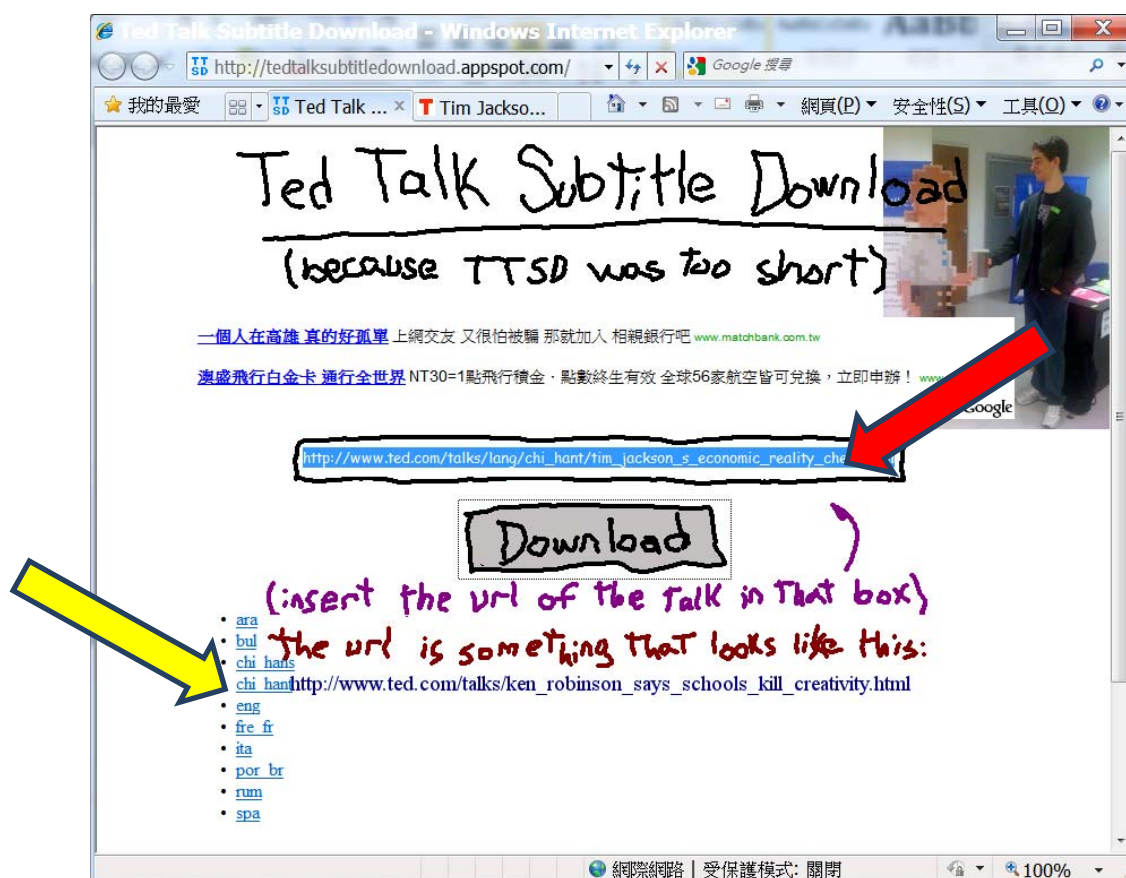 Ted Talk Subtitle Download - Windows Internet Explorer
TT SD http://tedtalksubtitledownload.appspot.com/ Google 搜尋
我的最愛 TT SD Ted Talk ... × T Tim Jackso... 網頁(P) 安全性(S) 工具(O)
Ted Talk Subtitle Download
(because TTSD was too short)
一個人在高雄 真的好孤單 上網交友 又很怕被騙 那就加入 相親銀行吧 www.matchbank.com.tw
澳盛飛行白金卡 通行全世界 NT30=1點飛行積金．點數終生有效 全球56家航空皆可兌換，立即申辦！
Google
http://www.ted.com/talks/lang/chi_hant/tim_jackson_s_economic_reality_che
Download
(insert the url of the talk in that box)
ara
bul
The url is something that looks like this:
chi_hans
chi_hant
http://www.ted.com/talks/ken_robinson_says_schools_kill_creativity.html
eng
fre_fr
ita
por_br
rum
spa
網際網路 | 受保護模式: 關閉 100%